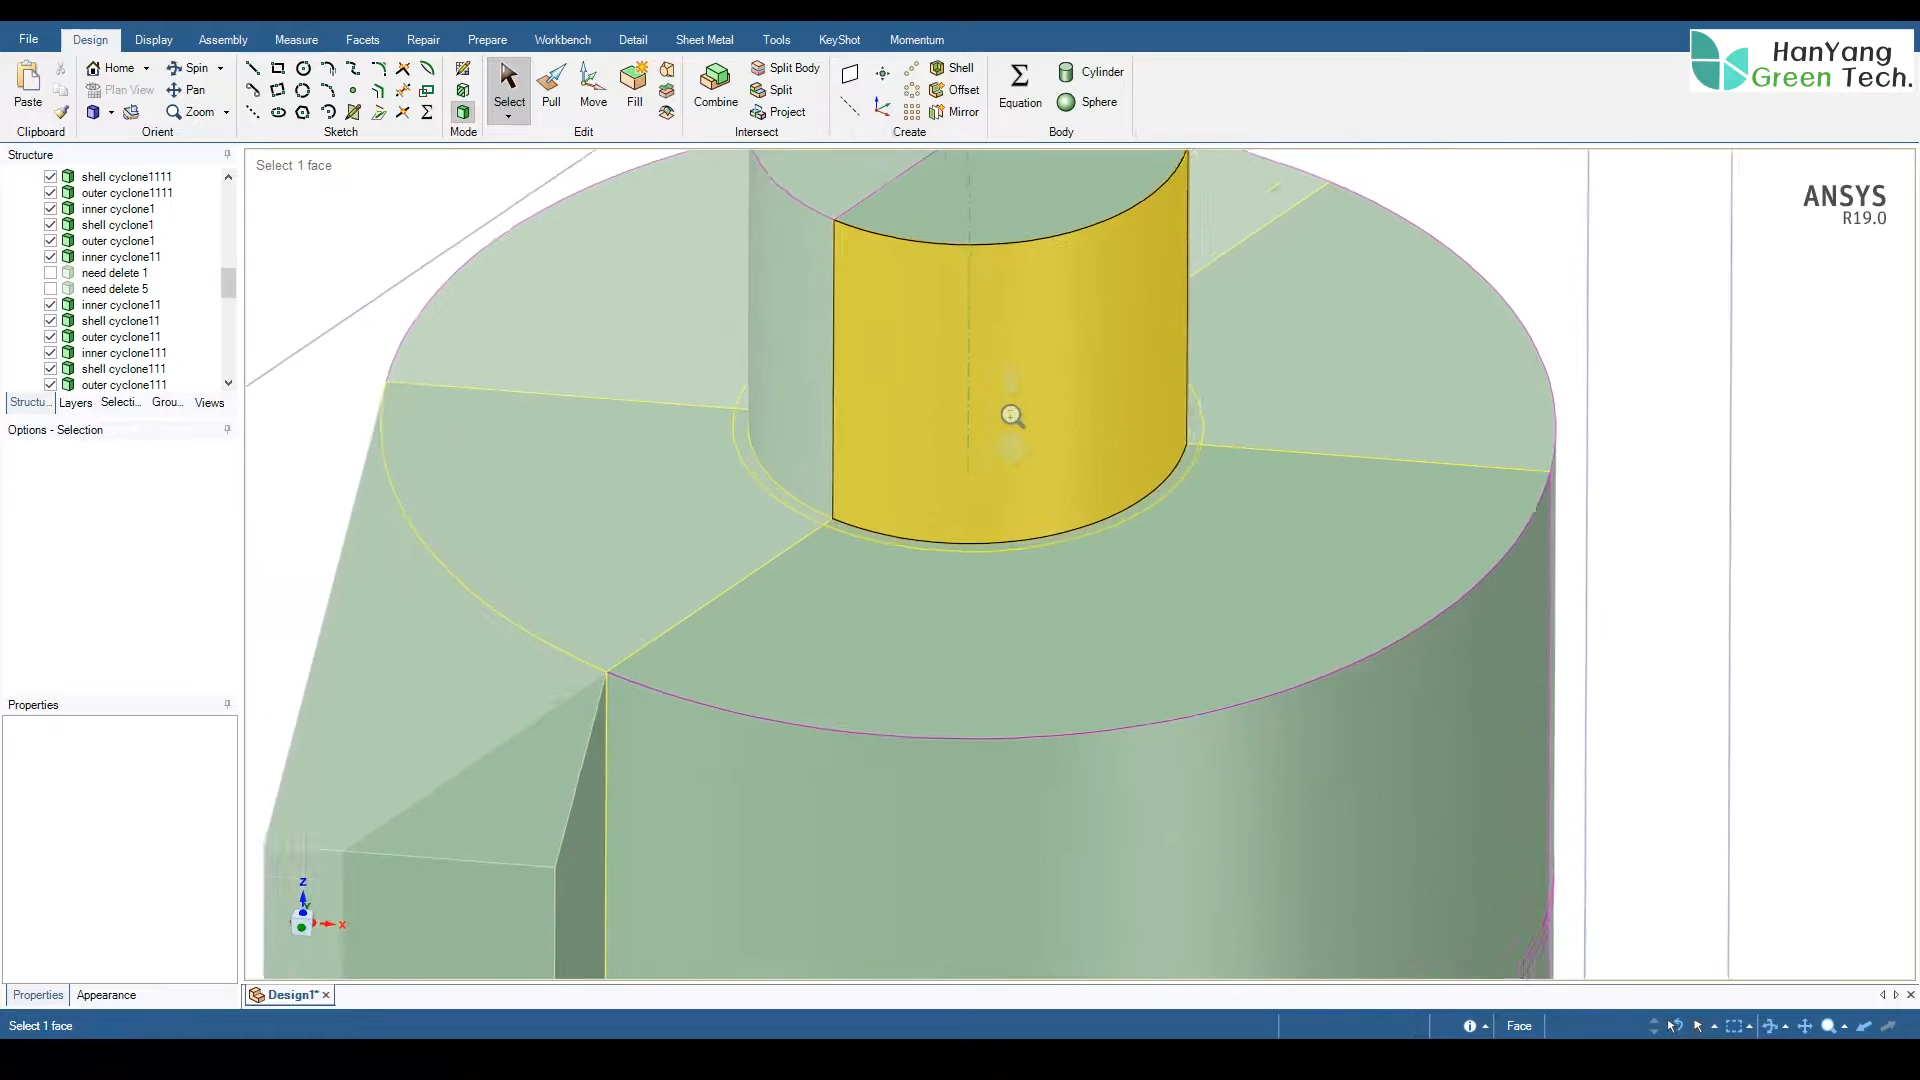 File Design Display Assembly Measure Facets Repair Prepare Workbench Detail Sheet Metal Tools KeyShot Momentum
HanYang
Green Tech.
Paste
Clipboard
Home
Plan View
Spin
Pan
Zoom
Orient
Sketch
Mode
Select
Pull
Move
Fill
Edit
Combine
Split Body
Split
Project
Intersect
Shell
Offset
Mirror
Create
Equation
Cylinder
Sphere
Body
Structure
shell cyclone1111
outer cyclone1111
inner cyclone1
shell cyclone1
outer cyclone1
inner cyclone11
need delete 1
need delete 5
inner cyclone11
shell cyclone11
outer cyclone11
inner cyclone111
shell cyclone111
outer cyclone111
Structu... Layers Selecti... Grou... Views
Options - Selection
Properties
Properties Appearance
Select 1 face
ANSYS
R19.0
Z
Y
X
Design1*
Select 1 face
Face